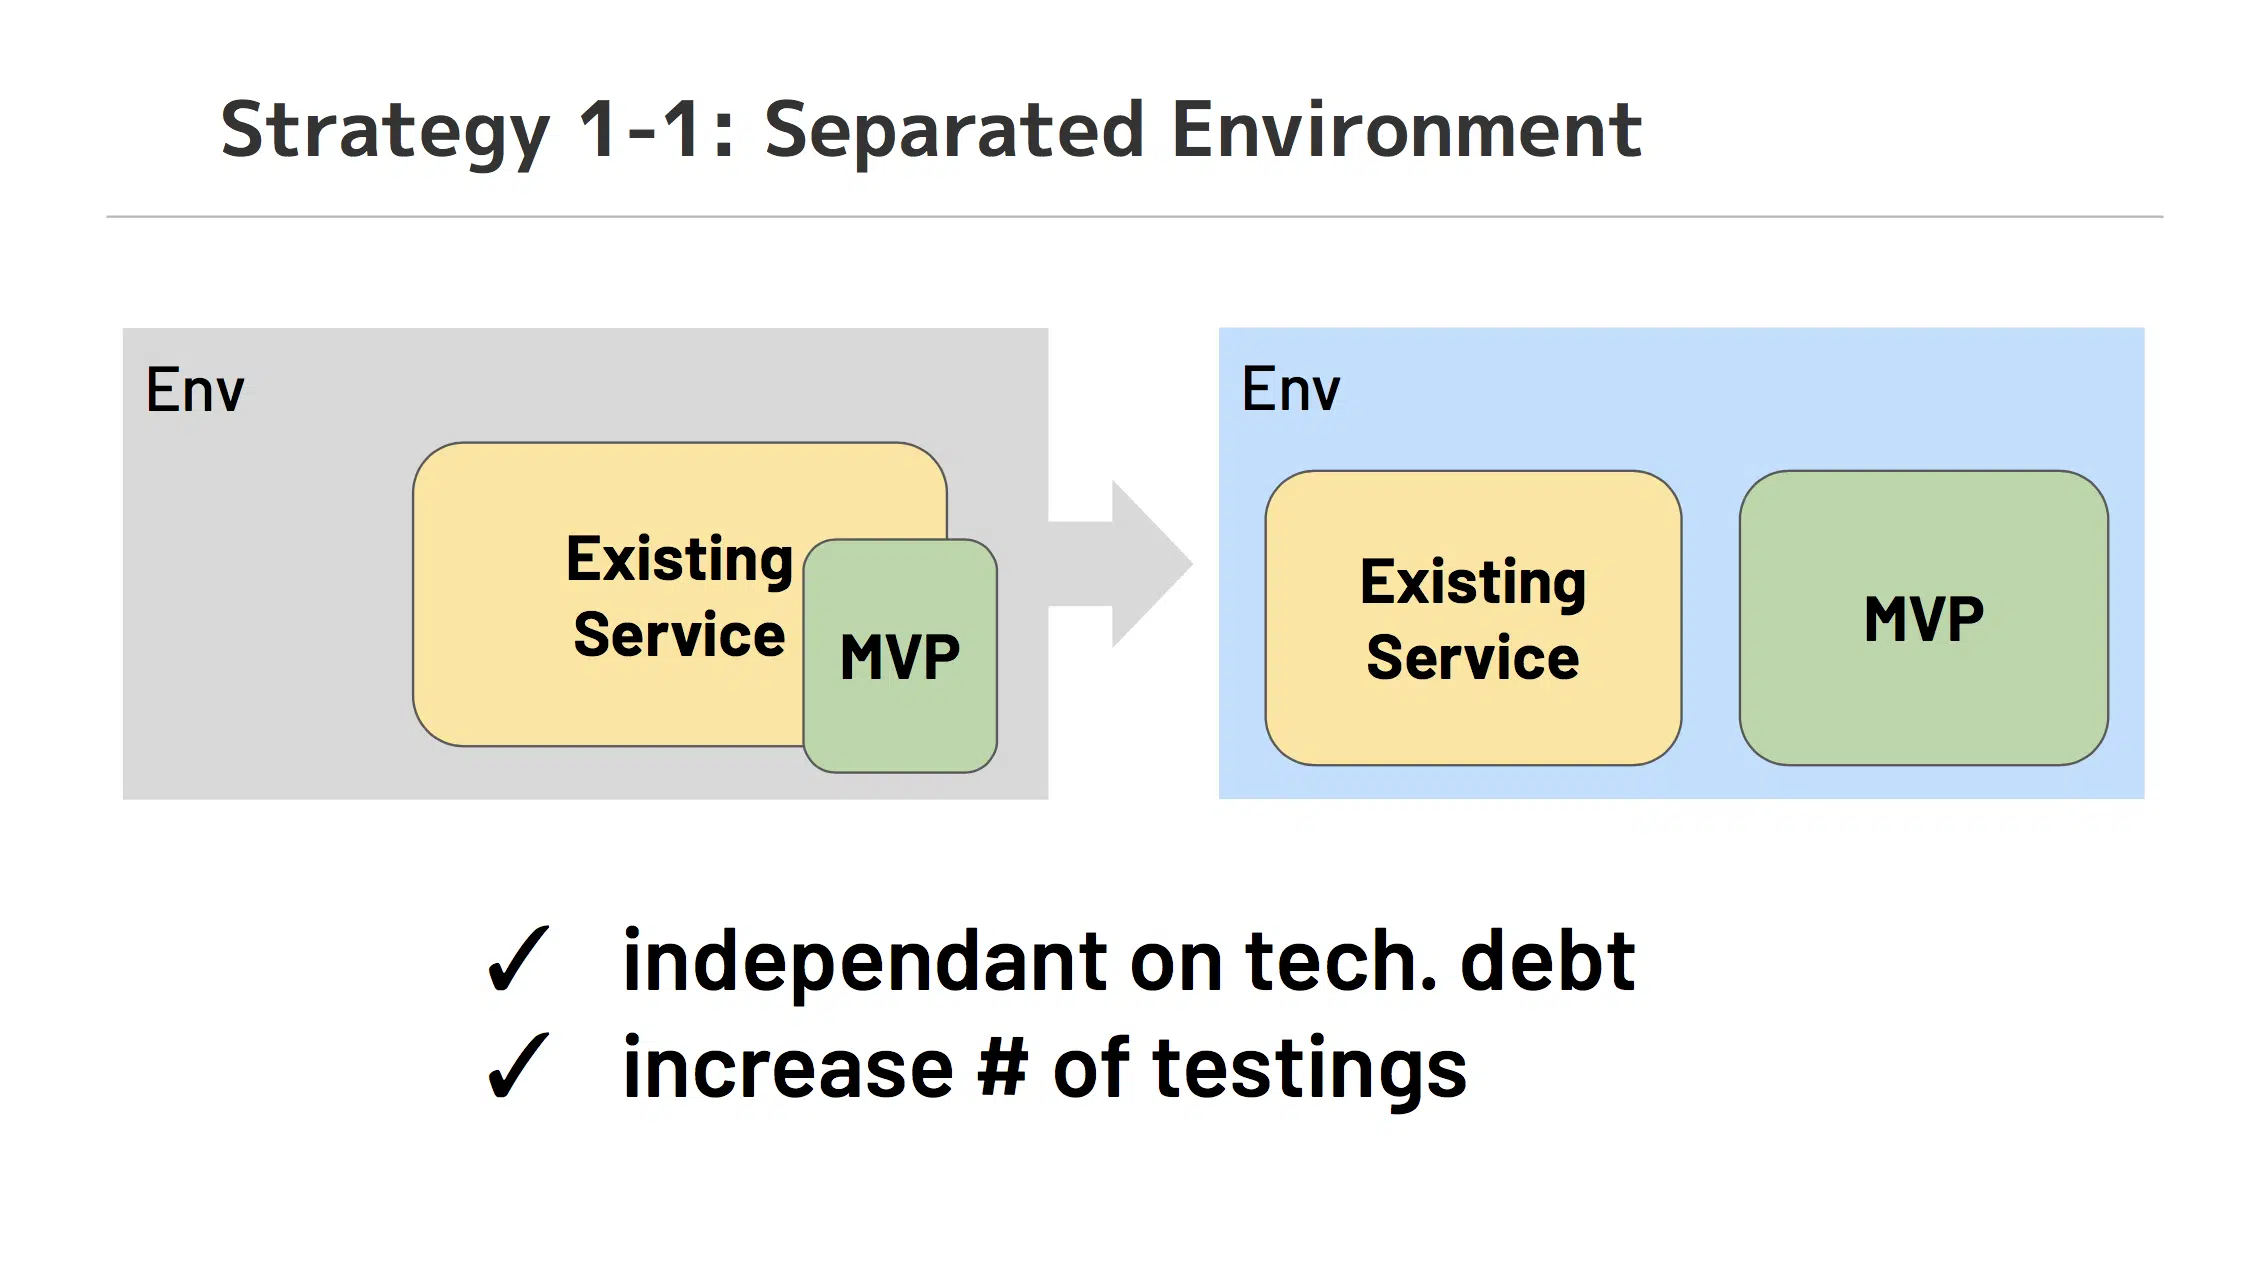 Strategy 1-1: Separated Environment
Env
Existing
Service
MVP
Env
Existing
Service
MVP
✓ independant on tech. debt
✓ increase # of testings